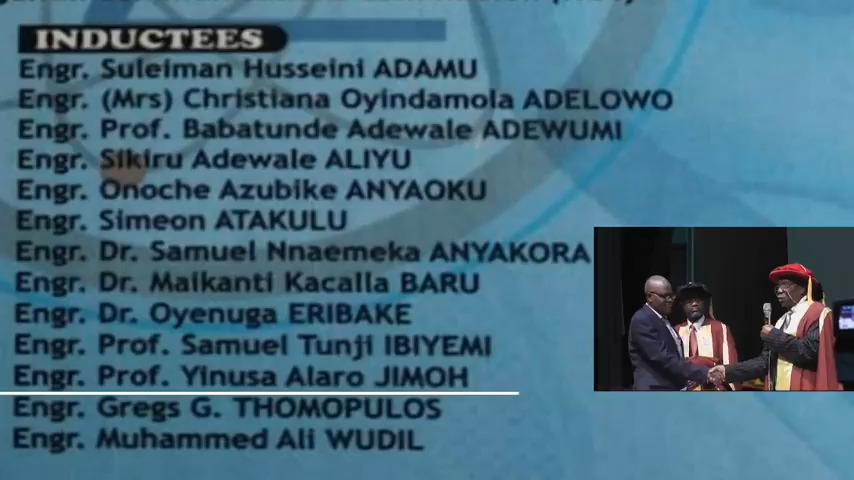 INDUCTEES
Engr. Suleiman Husseini ADAMU
Engr. (Mrs) Christiana Oyindamola ADELOWO
Engr. Prof. Babatunde Adewale ADEWUMI
Engr. Sikiru Adewale ALIYU
Engr. Onoche Azubike ANYAOKU
Engr. Simeon ATAKULU
Engr. Dr. Samuel Nnaemeka ANYAKORA
Engr. Dr. Maikanti Kacalla BARU
Engr. Dr. Oyenuga ERIBAKE
Engr. Prof. Samuel Tunji IBIYEMI
Engr. Prof. Yinusa Alaro JIMOH
Engr. Gregs G. THOMOPULOS
Engr. Muhammed Ali WUDIL